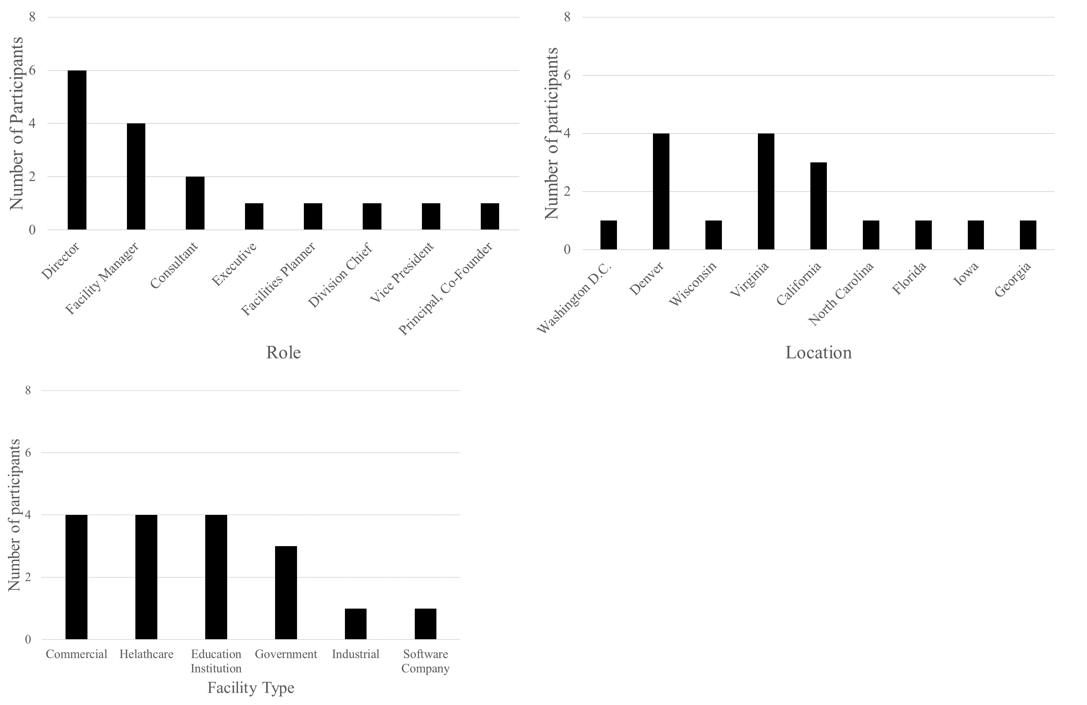 8
6
4
2
0
Number of Participants
Director
Facility Manager
Consultant
Executive
Facilities Planner
Division Chief
Vice President
Principal, Co-Founder
Role
8
6
4
2
0
Number of participants
Washington D.C.
Denver
Wisconsin
Virginia
California
North Carolina
Florida
Iowa
Georgia
Location
8
6
4
2
0
Number of participants
Commercial
Helathcare
Education
Institution
Government
Industrial
Software
Company
Facility Type